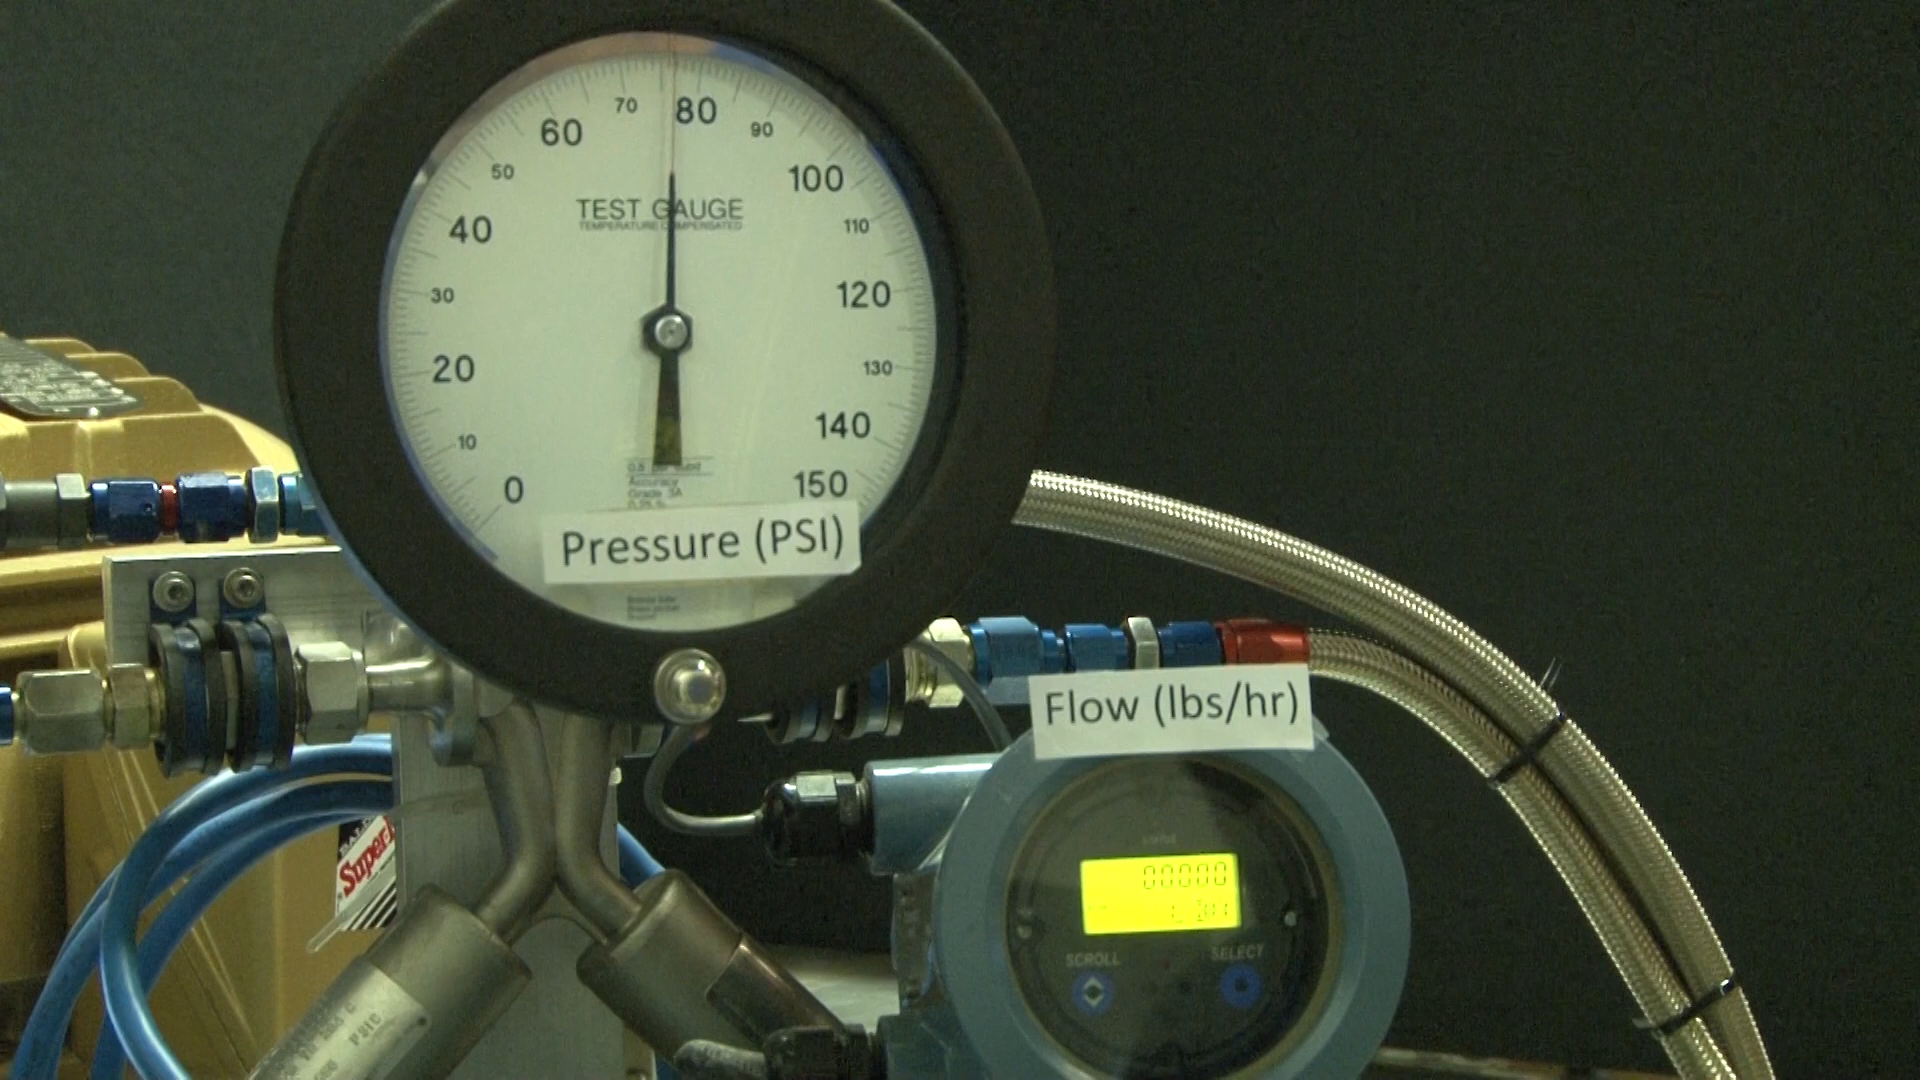 70
80
60
90
50
100
TEST GAUGE
TEMPERATURE COMPENSATED
40
110
30
120
20
130
140
10
0
150
Accuracy
Grade 3A
Pressure (PSI)
Flow (lbs/hr)
Super
00000
SCROLL
SELECT